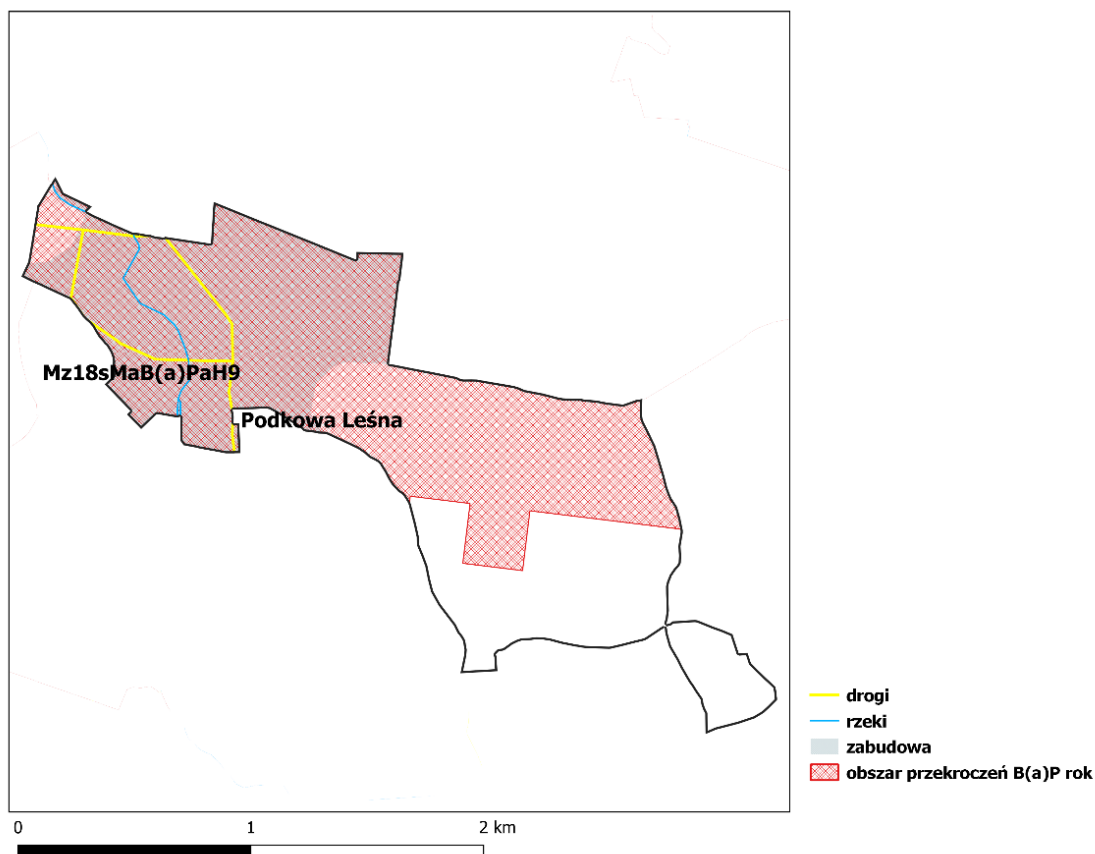 Mz18sMaB(a)PaH9
Podkowa Leśna
drogi
rzeki
zabudowa
obszar przekroczeń B(a)P rok
0 1 2 km